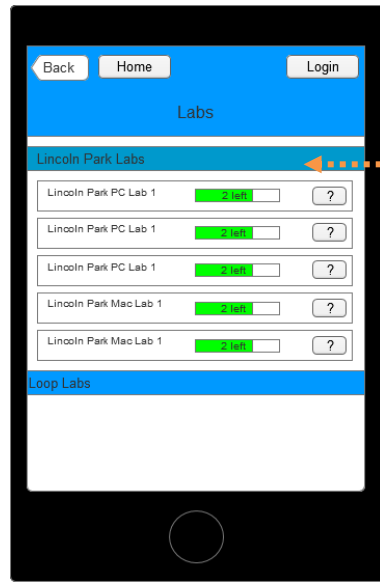 Back Home Login
Labs
Lincoln Park Labs
Lincoln Park PC Lab 1 2 left ?
Lincoln Park PC Lab 1 2 left ?
Lincoln Park PC Lab 1 2 left ?
Lincoln Park Mac Lab 1 2 left ?
Lincoln Park Mac Lab 1 2 left ?
Loop Labs